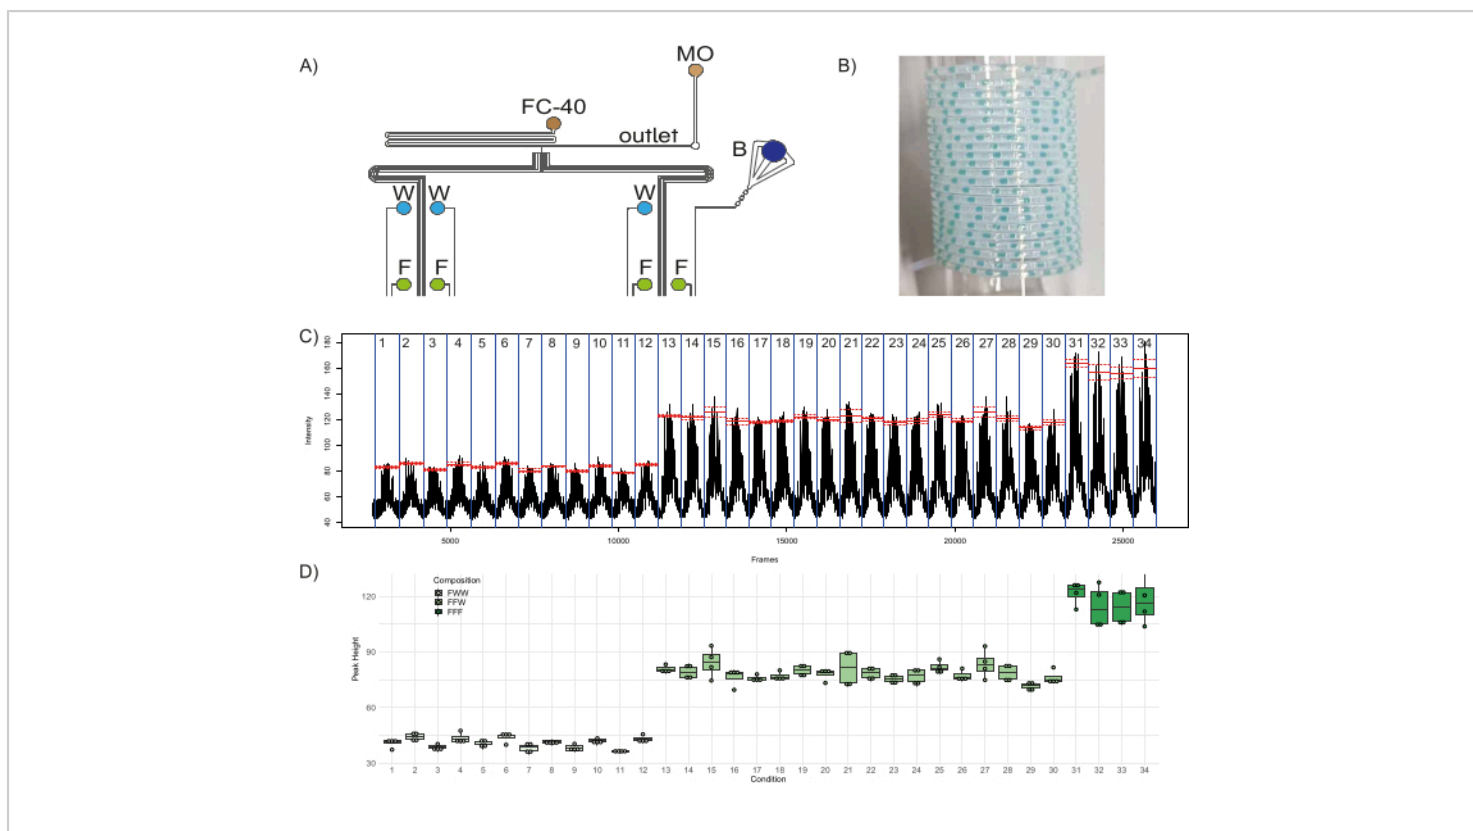 A)
MO
B)
FC-40
outlet
B
W W W
F F F F
C)
1 2 3 4 5 6 7 8 9 10 11 12 13 14 15 16 17 18 19 20 21 22 23 24 25 26 27 28 29 30 31 32 33 34
180
160
140
120
100
80
60
40
Intensity
5000 10000 15000 20000 25000
Frames
D)
Composition
FWW
FFW
FFF
120
90
60
30
Peak Height
1 2 3 4 5 6 7 8 9 10 11 12 13 14 15 16 17 18 19 20 21 22 23 24 25 26 27 28 29 30 31 32 33 34
Condition